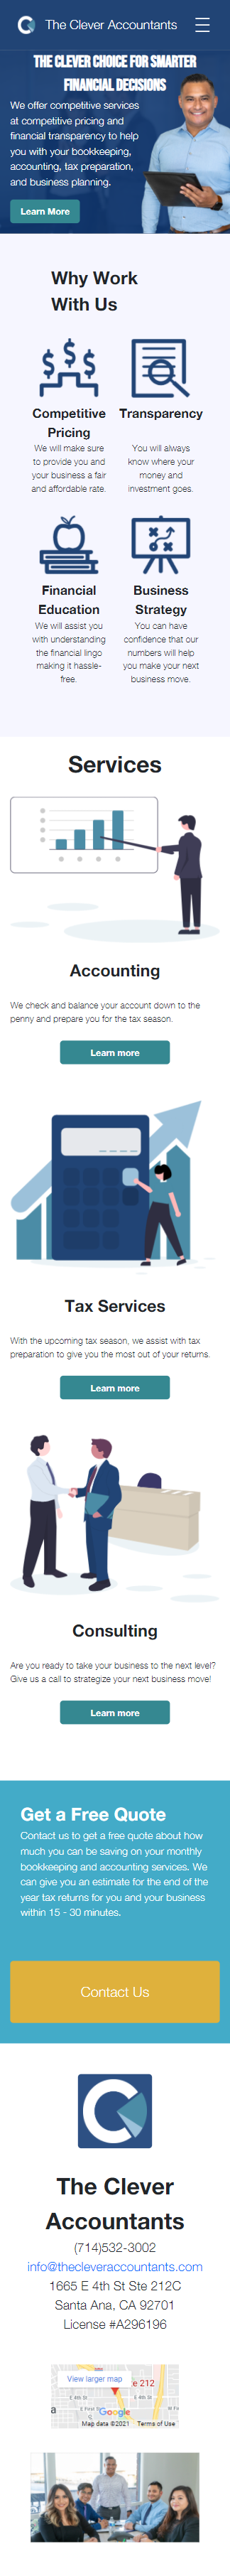 The Clever Accountants
THE CLEVER CHOICE FOR SMARTER
FINANCIAL DECISIONS
We offer competitive services
at competitive pricing and
financial transparency to help
you with your bookkeeping,
accounting, tax preparation,
and business planning.
Learn More
Why Work
With Us
Competitive
Pricing
We will make sure
to provide you and
your business a fair
and affordable rate.
Transparency
You will always
know where your
money and
investment goes.
Financial
Education
We will assist you
with understanding
the financial lingo
making it hassle-
free.
Business
Strategy
You can have
confidence that our
numbers will help
you make your next
business move.
Services
Accounting
We check and balance your account down to the
penny and prepare you for the tax season.
Learn more
Tax Services
With the upcoming tax season, we assist with tax
preparation to give you the most out of your returns.
Learn more
Consulting
Are you ready to take your business to the next level?
Give us a call to strategize your next business move!
Learn more
Get a Free Quote
Contact us to get a free quote about how
much you can be saving on your monthly
bookkeeping and accounting services. We
can give you an estimate for the end of the
year tax returns for you and your business
within 15 - 30 minutes.
Contact Us
The Clever
Accountants
(714)532-3002
info@thecleveraccountants.com
1665 E 4th St Ste 212C
Santa Ana, CA 92701
License #A296196
View larger map
te 212
E 4th St
E 4th St
Google
Map data ©2021 Terms of Use